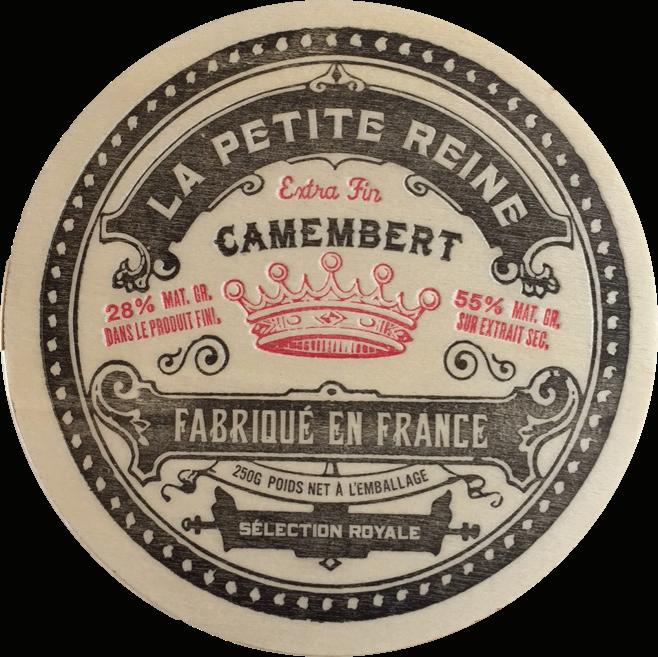 LA PETITE REINE
Extra Fin
CAMEMBERT
28% MAT. GR.
DANS LE PRODUIT FINI.
55% MAT. GR.
SUR EXTRAIT SEC.
FABRIQUÉ EN FRANCE
250G POIDS NET À L'EMBALLAGE
SÉLECTION ROYALE